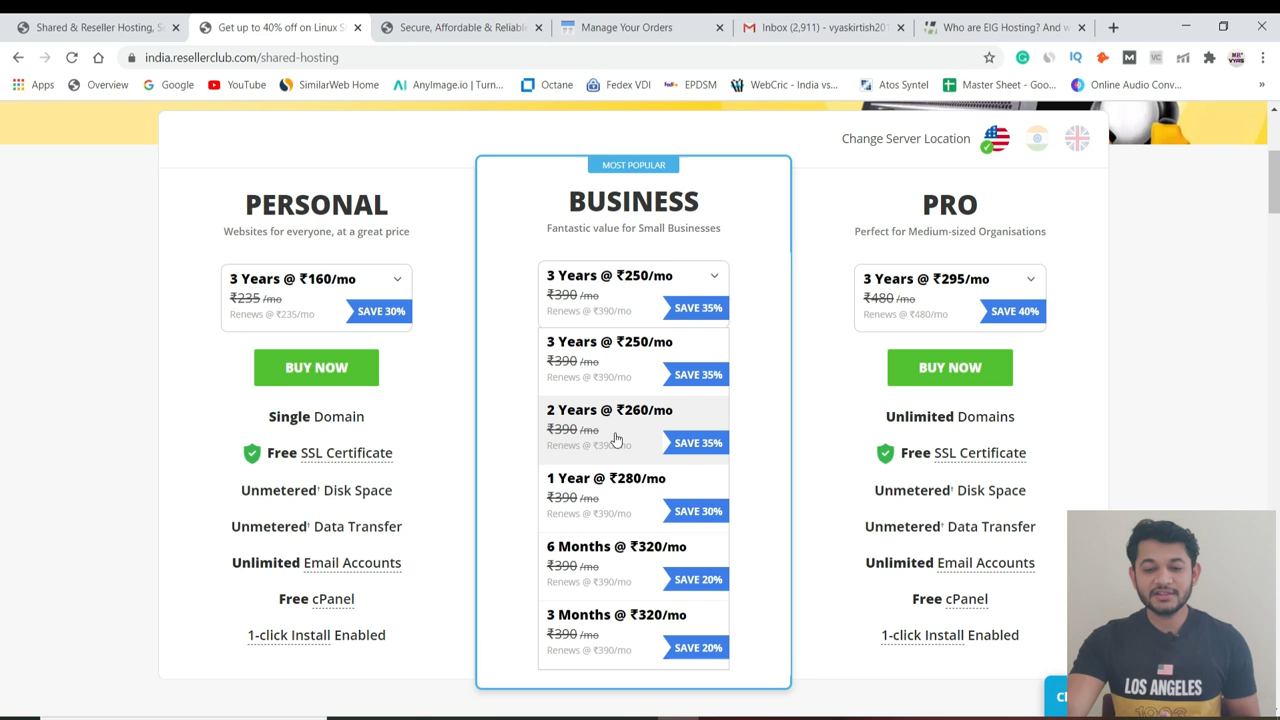 Shared & Reseller Hosting, Se
Get up to 40% off on Linux S
Secure, Affordable & Reliable
Manage Your Orders
Inbox (2,911) - vyaskirtish201
Who are EIG Hosting? And w
india.resellerclub.com/shared-hosting
Apps
Overview
Google
YouTube
SimilarWeb Home
AnyImage.io | Turn...
Octane
Fedex VDI
EPDSM
WebCric - India vs...
Atos Syntel
Master Sheet - Goo...
Online Audio Conv...
Change Server Location
PERSONAL
Websites for everyone, at a great price
3 Years @ ₹160/mo
₹235 /mo
Renews @ ₹235/mo
SAVE 30%
BUY NOW
Single Domain
Free SSL Certificate
Unmetered† Disk Space
Unmetered† Data Transfer
Unlimited Email Accounts
Free cPanel
1-click Install Enabled
MOST POPULAR
BUSINESS
Fantastic value for Small Businesses
3 Years @ ₹250/mo
₹390 /mo
Renews @ ₹390/mo
SAVE 35%
3 Years @ ₹250/mo
₹390 /mo
Renews @ ₹390/mo
SAVE 35%
2 Years @ ₹260/mo
₹390 /mo
Renews @ ₹390/mo
SAVE 35%
1 Year @ ₹280/mo
₹390 /mo
Renews @ ₹390/mo
SAVE 30%
6 Months @ ₹320/mo
₹390 /mo
Renews @ ₹390/mo
SAVE 20%
3 Months @ ₹320/mo
₹390 /mo
Renews @ ₹390/mo
SAVE 20%
PRO
Perfect for Medium-sized Organisations
3 Years @ ₹295/mo
₹480 /mo
Renews @ ₹480/mo
SAVE 40%
BUY NOW
Unlimited Domains
Free SSL Certificate
Unmetered† Disk Space
Unmetered† Data Transfer
Unlimited Email Accounts
Free cPanel
1-click Install Enabled
LOS ANGELES